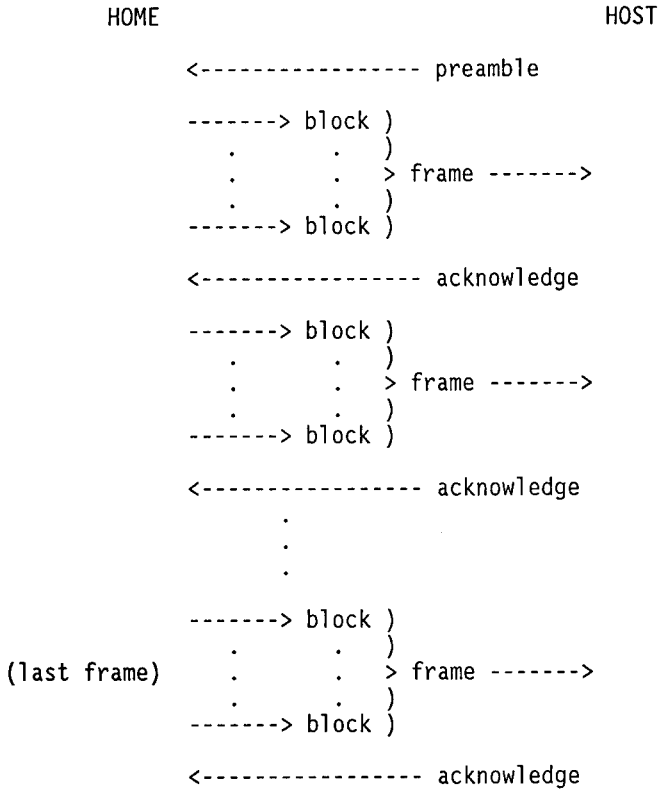 HOME HOST
<----------------- preamble
-------> block )
. . )
. . > frame ------->
. . )
-------> block )
<----------------- acknowledge
-------> block )
. . )
. . > frame ------->
. . )
-------> block )
<----------------- acknowledge
.
.
.
-------> block )
. . )
(last frame) . . > frame ------->
. . )
-------> block )
<----------------- acknowledge